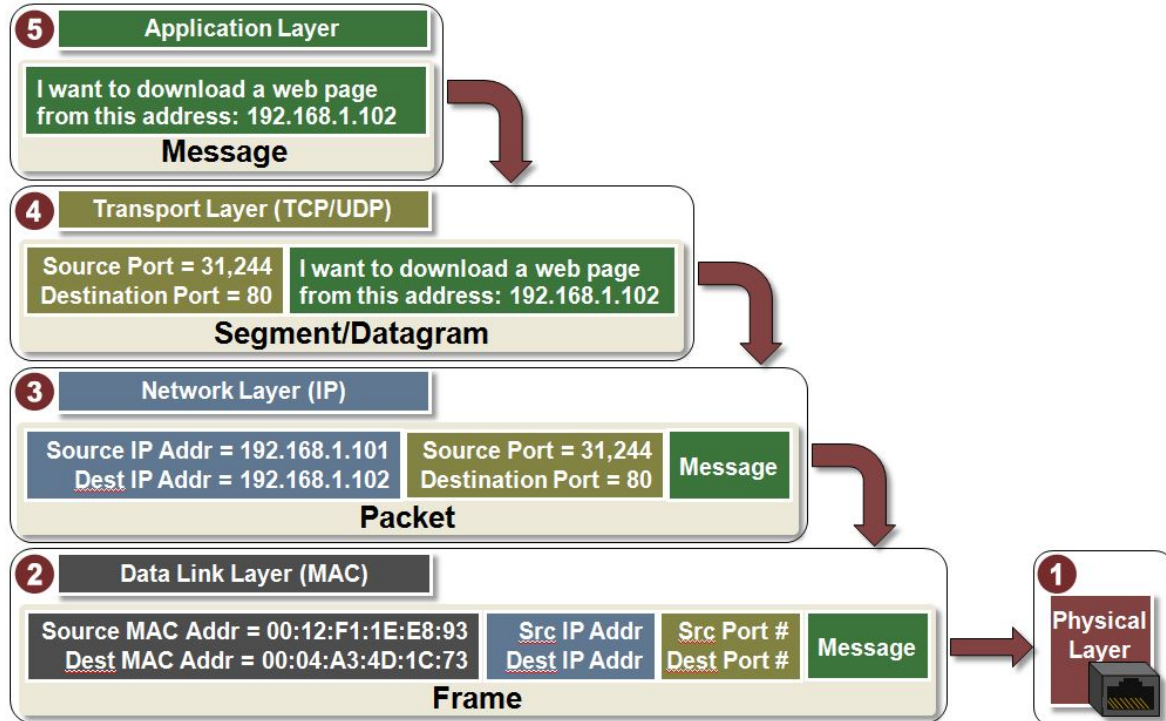 5 Application Layer
I want to download a web page
from this address: 192.168.1.102
Message
4 Transport Layer (TCP/UDP)
Source Port = 31,244
Destination Port = 80
I want to download a web page
from this address: 192.168.1.102
Segment/Datagram
3 Network Layer (IP)
Source IP Addr = 192.168.1.101
Dest IP Addr = 192.168.1.102
Source Port = 31,244
Destination Port = 80
Message
Packet
2 Data Link Layer (MAC)
Source MAC Addr = 00:12:F1:1E:E8:93
Dest MAC Addr = 00:04:A3:4D:1C:73
Src IP Addr
Dest IP Addr
Src Port #
Dest Port #
Message
Frame
1
Physical
Layer